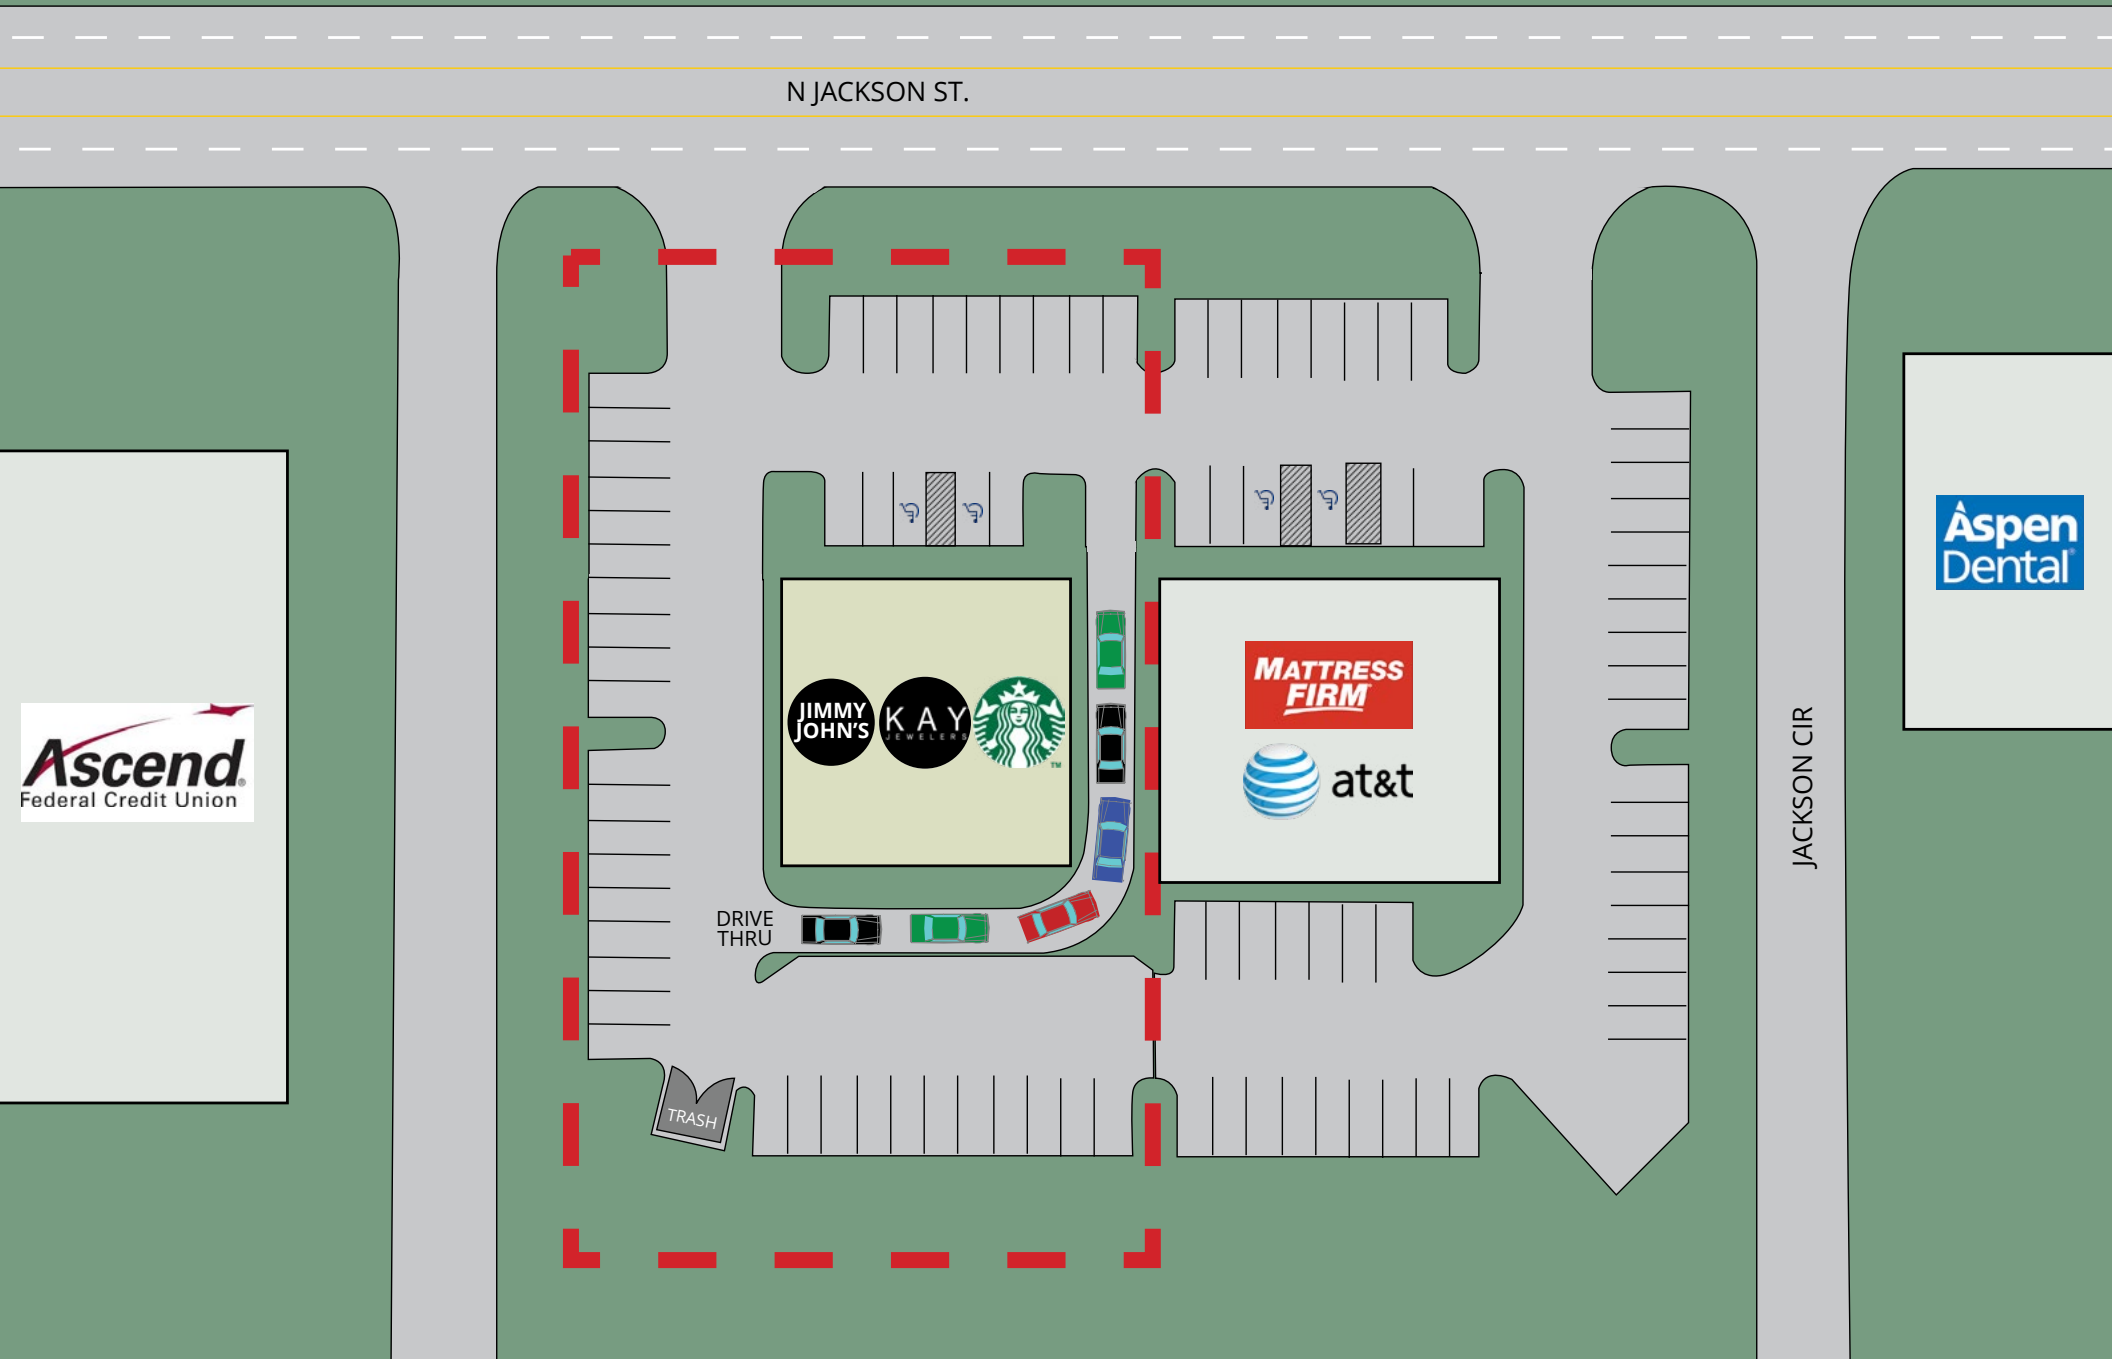 N JACKSON ST.
Aspen
Dental
MATTRESS
FIRM
JIMMY
JOHN'S
KAY
JEWELERS
TM
at&t
Ascend®
Federal Credit Union
JACKSON CIR
DRIVE
THRU
TRASH